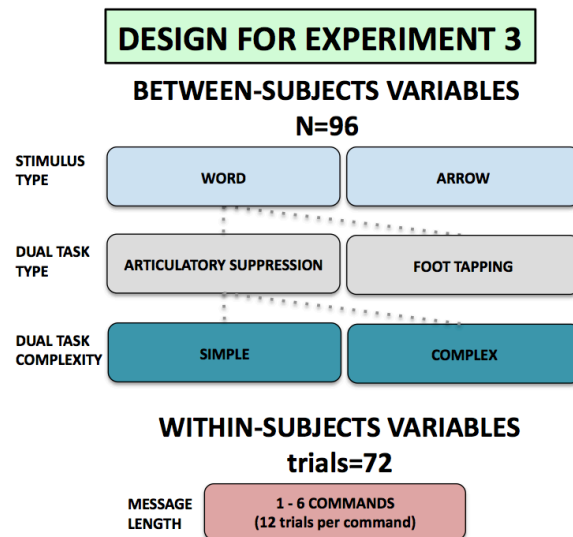 DESIGN FOR EXPERIMENT 3
BETWEEN-SUBJECTS VARIABLES
N=96
STIMULUS
TYPE
WORD
ARROW
DUAL TASK
TYPE
ARTICULATORY SUPPRESSION
FOOT TAPPING
DUAL TASK
COMPLEXITY
SIMPLE
COMPLEX
WITHIN-SUBJECTS VARIABLES
trials=72
MESSAGE
LENGTH
1 - 6 COMMANDS
(12 trials per command)